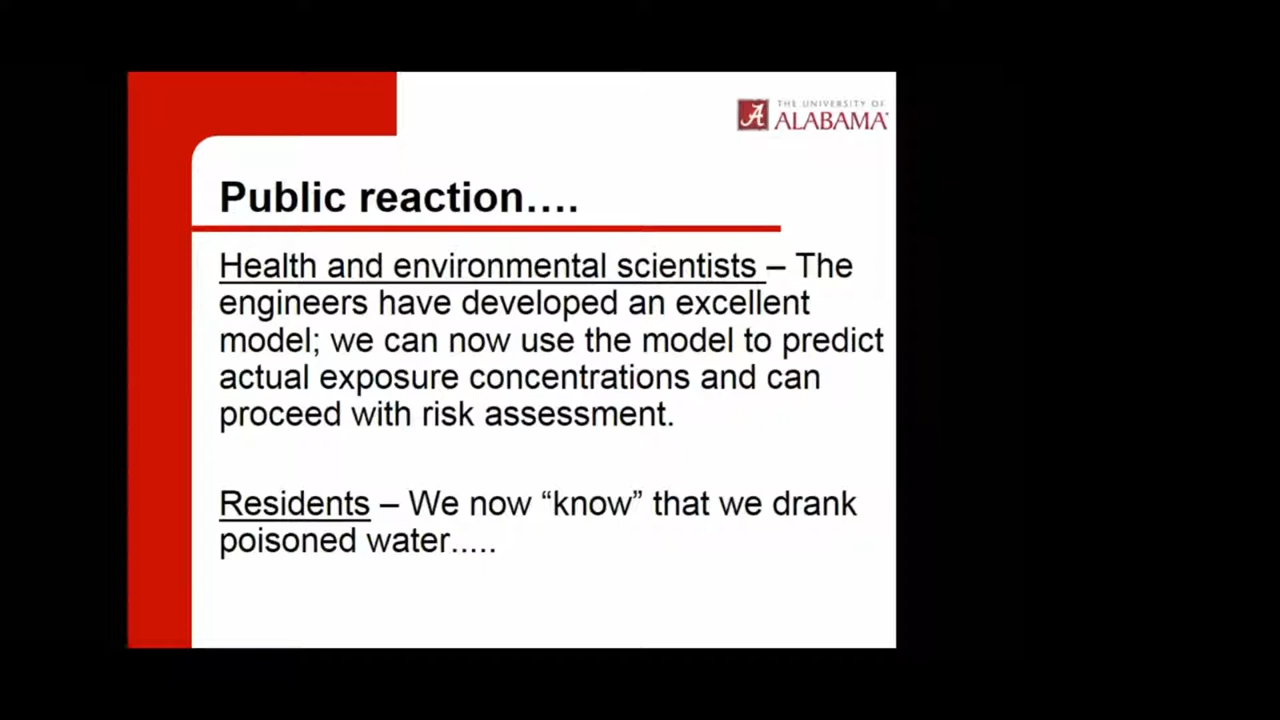 THE UNIVERSITY OF
ALABAMA
Public reaction….
Health and environmental scientists – The
engineers have developed an excellent
model; we can now use the model to predict
actual exposure concentrations and can
proceed with risk assessment.
Residents – We now “know” that we drank
poisoned water.....